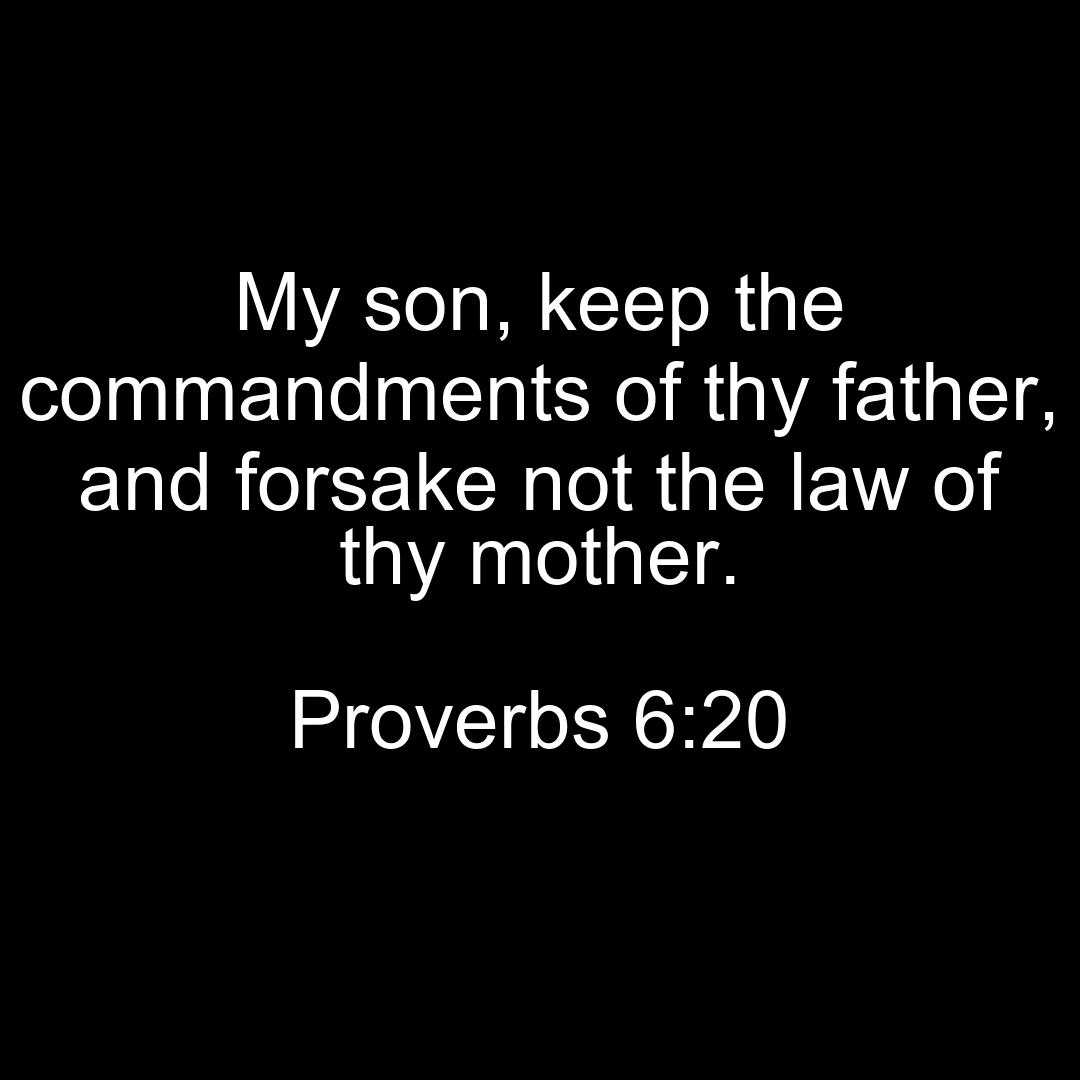 My son, keep the
commandments of thy father,
and forsake not the law of
thy mother.
Proverbs 6:20